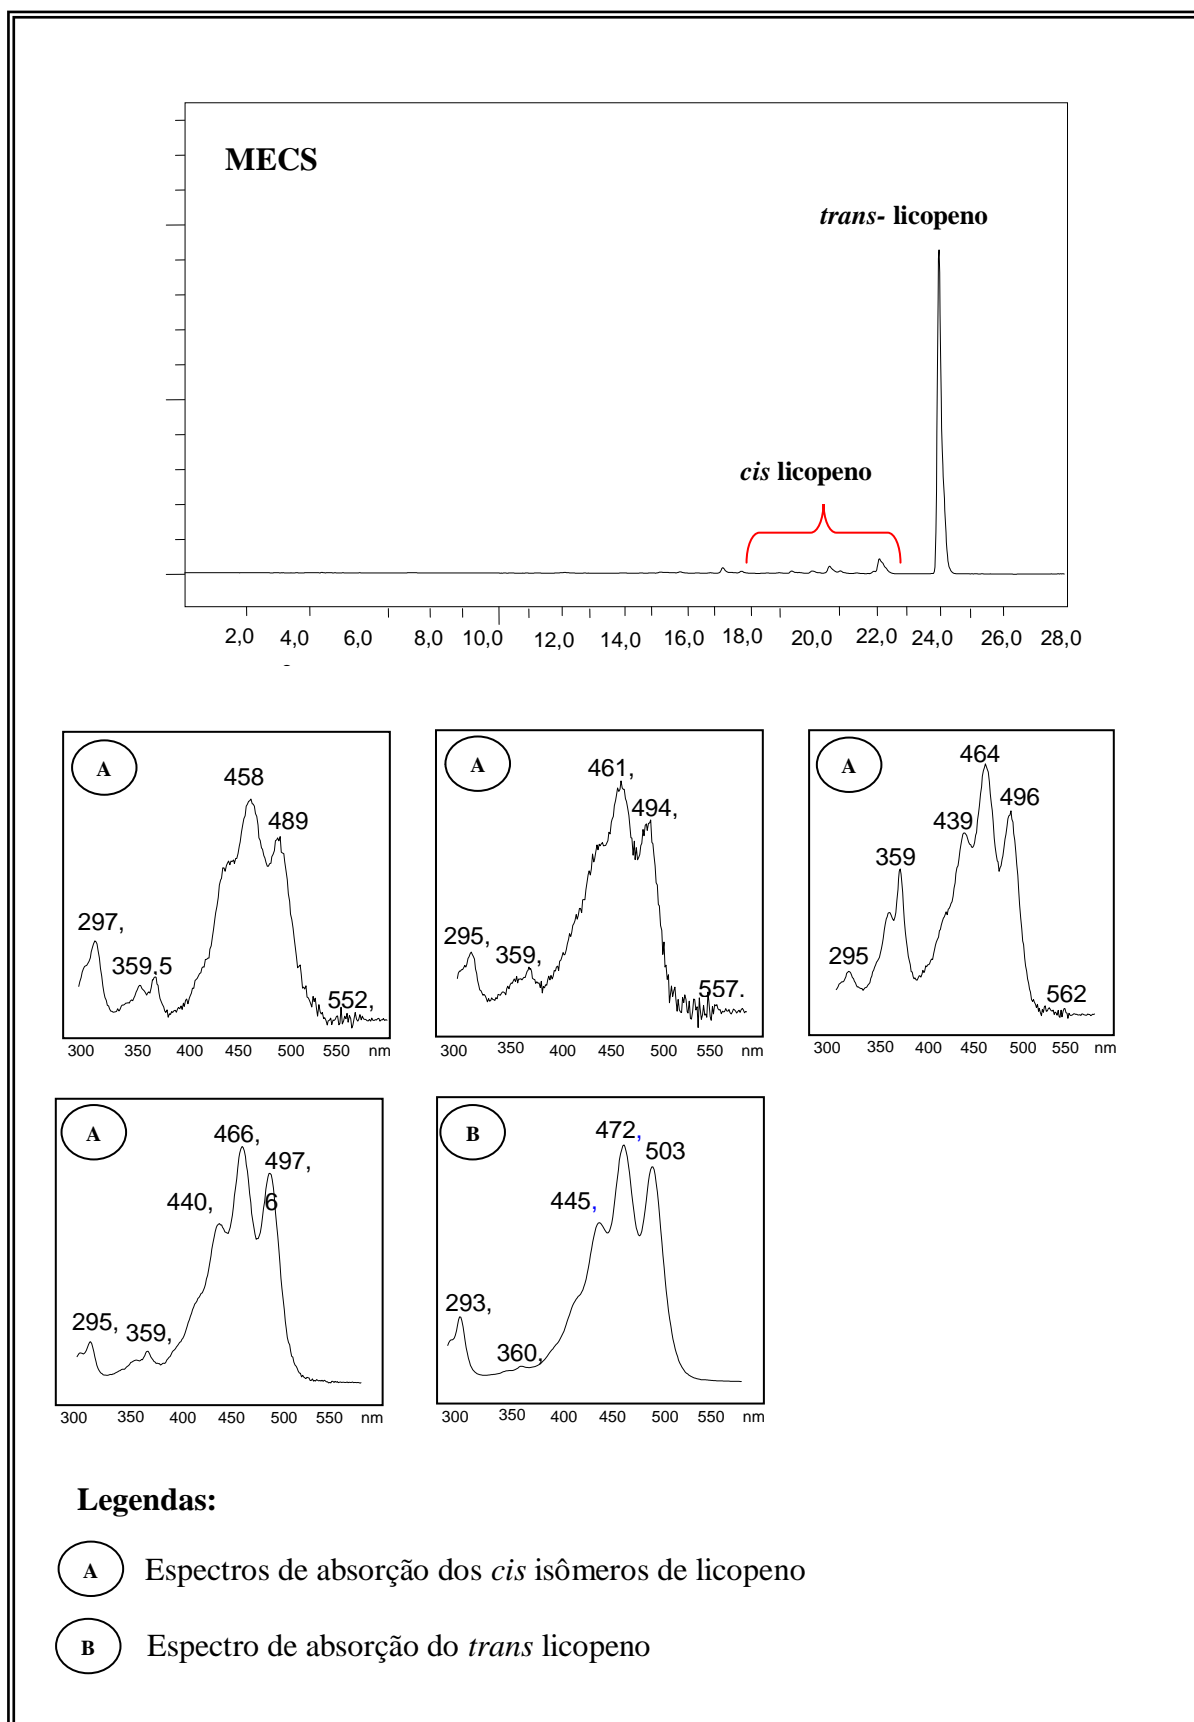 MECS
trans- licopeno
cis licopeno
2,0 4,0 6,0 8,0 10,0 12,0 14,0 16,0 18,0 20,0 22,0 24,0 26,0 28,0
A
458
489
297,
359,5
552,
300 350 400 450 500 550 nm
A
461,
494,
295,
359,
557.
300 350 400 450 500 550 nm
A
464
496
439
359
295
562
300 350 400 450 500 550 nm
A
466,
497,
6
440,
295,
359,
300 350 400 450 500 550 nm
B
472,
503
445,
293,
360,
300 350 400 450 500 550 nm
Legendas:
A Espectros de absorção dos cis isômeros de licopeno
B Espectro de absorção do trans licopeno